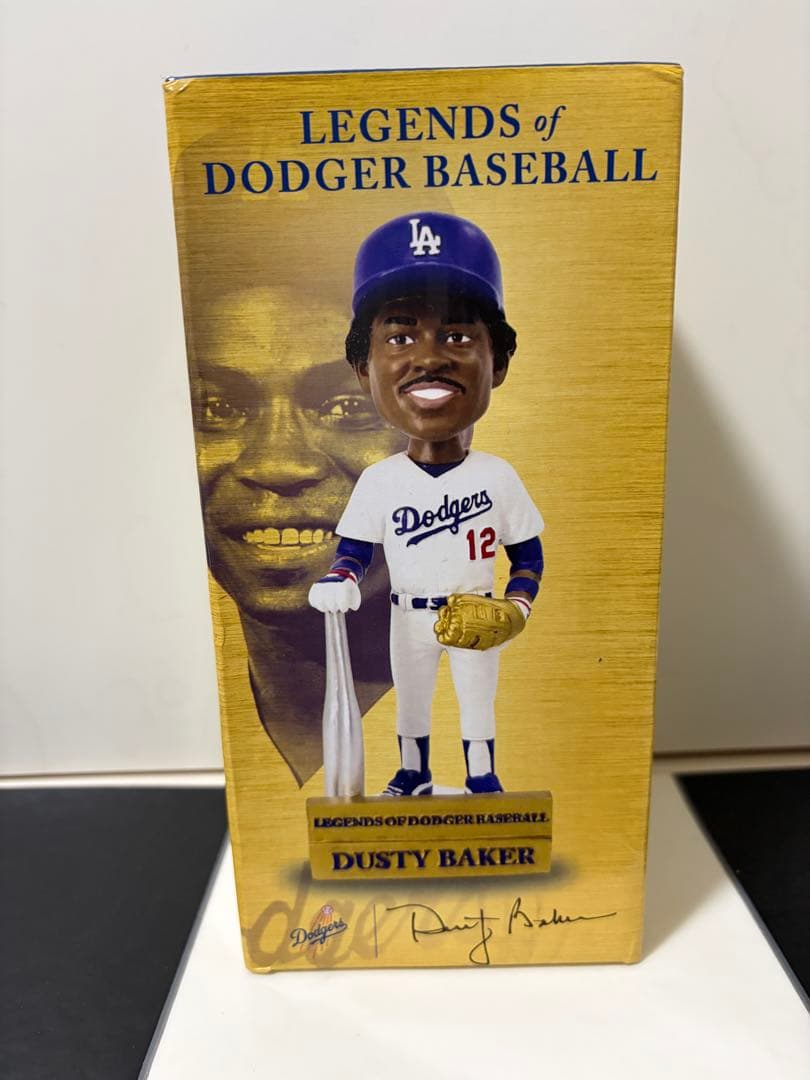 LEGENDS of
DODGER BASEBALL
LA
Dodgers
12
LEGENDS OF DODGER BASEBALL
DUSTY BAKER
Dodgers
Dusty Baker